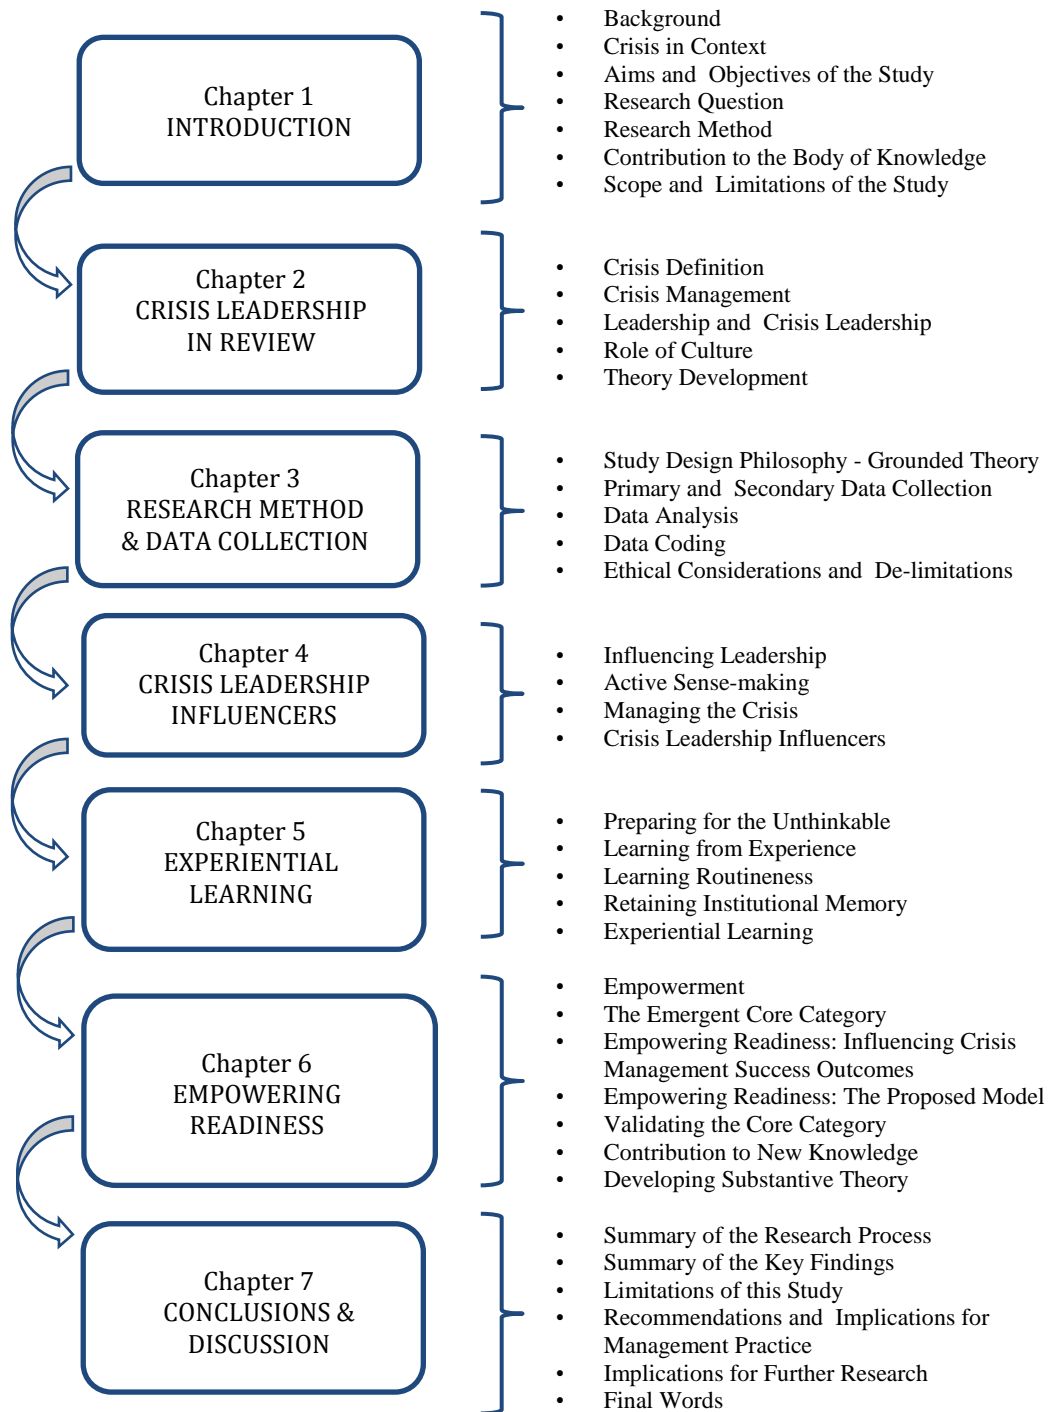 Chapter 1
INTRODUCTION
• Background
• Crisis in Context
• Aims and Objectives of the Study
• Research Question
• Research Method
• Contribution to the Body of Knowledge
• Scope and Limitations of the Study
Chapter 2
CRISIS LEADERSHIP
IN REVIEW
• Crisis Definition
• Crisis Management
• Leadership and Crisis Leadership
• Role of Culture
• Theory Development
Chapter 3
RESEARCH METHOD
& DATA COLLECTION
• Study Design Philosophy - Grounded Theory
• Primary and Secondary Data Collection
• Data Analysis
• Data Coding
• Ethical Considerations and De-limitations
Chapter 4
CRISIS LEADERSHIP
INFLUENCERS
• Influencing Leadership
• Active Sense-making
• Managing the Crisis
• Crisis Leadership Influencers
Chapter 5
EXPERIENTIAL
LEARNING
• Preparing for the Unthinkable
• Learning from Experience
• Learning Routineness
• Retaining Institutional Memory
• Experiential Learning
Chapter 6
EMPOWERING
READINESS
• Empowerment
• The Emergent Core Category
• Empowering Readiness: Influencing Crisis
Management Success Outcomes
• Empowering Readiness: The Proposed Model
• Validating the Core Category
• Contribution to New Knowledge
• Developing Substantive Theory
Chapter 7
CONCLUSIONS &
DISCUSSION
• Summary of the Research Process
• Summary of the Key Findings
• Limitations of this Study
• Recommendations and Implications for
Management Practice
• Implications for Further Research
• Final Words